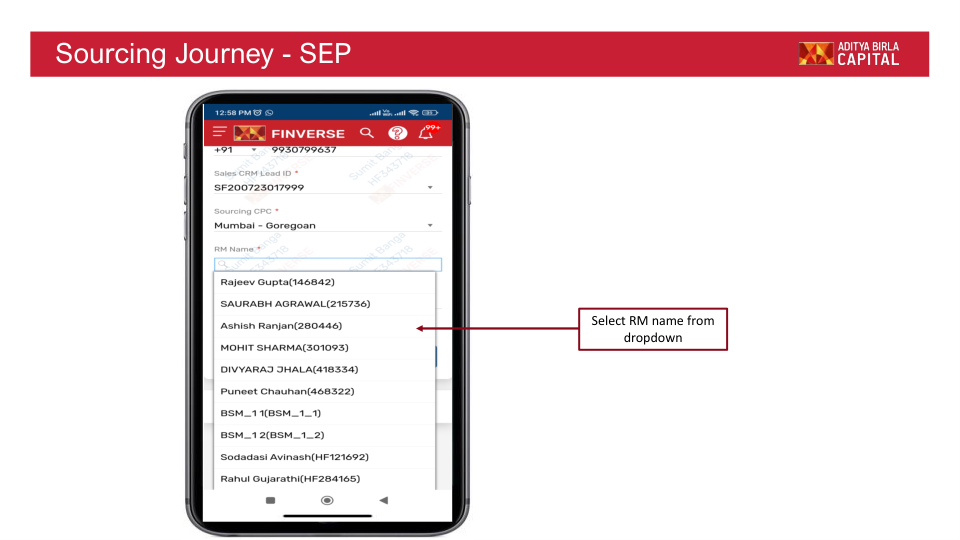 Sourcing Journey - SEP
ADITYA BIRLA
CAPITAL
12:58 PM
FINVERSE
99+
+91 9930799637
Sales CRM Lead ID *
SF200723017999
Sourcing CPC *
Mumbai - Goregoan
RM Name *
Sumit Banga
HF343718
Rajeev Gupta(146842)
SAURABH AGRAWAL(215736)
Ashish Ranjan(280446)
MOHIT SHARMA(301093)
DIVYARAJ JHALA(418334)
Puneet Chauhan(468322)
BSM_1 1(BSM_1_1)
BSM_1 2(BSM_1_2)
Sodadasi Avinash(HF121692)
Rahul Gujarathi(HF284165)
Select RM name from
dropdown